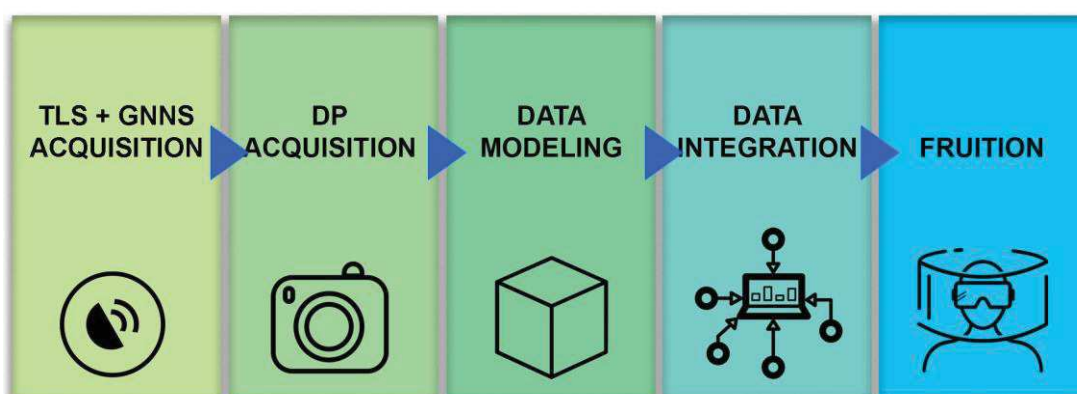 TLS + GNNS
ACQUISITION
DP
ACQUISITION
DATA
MODELING
DATA
INTEGRATION
FRUITION